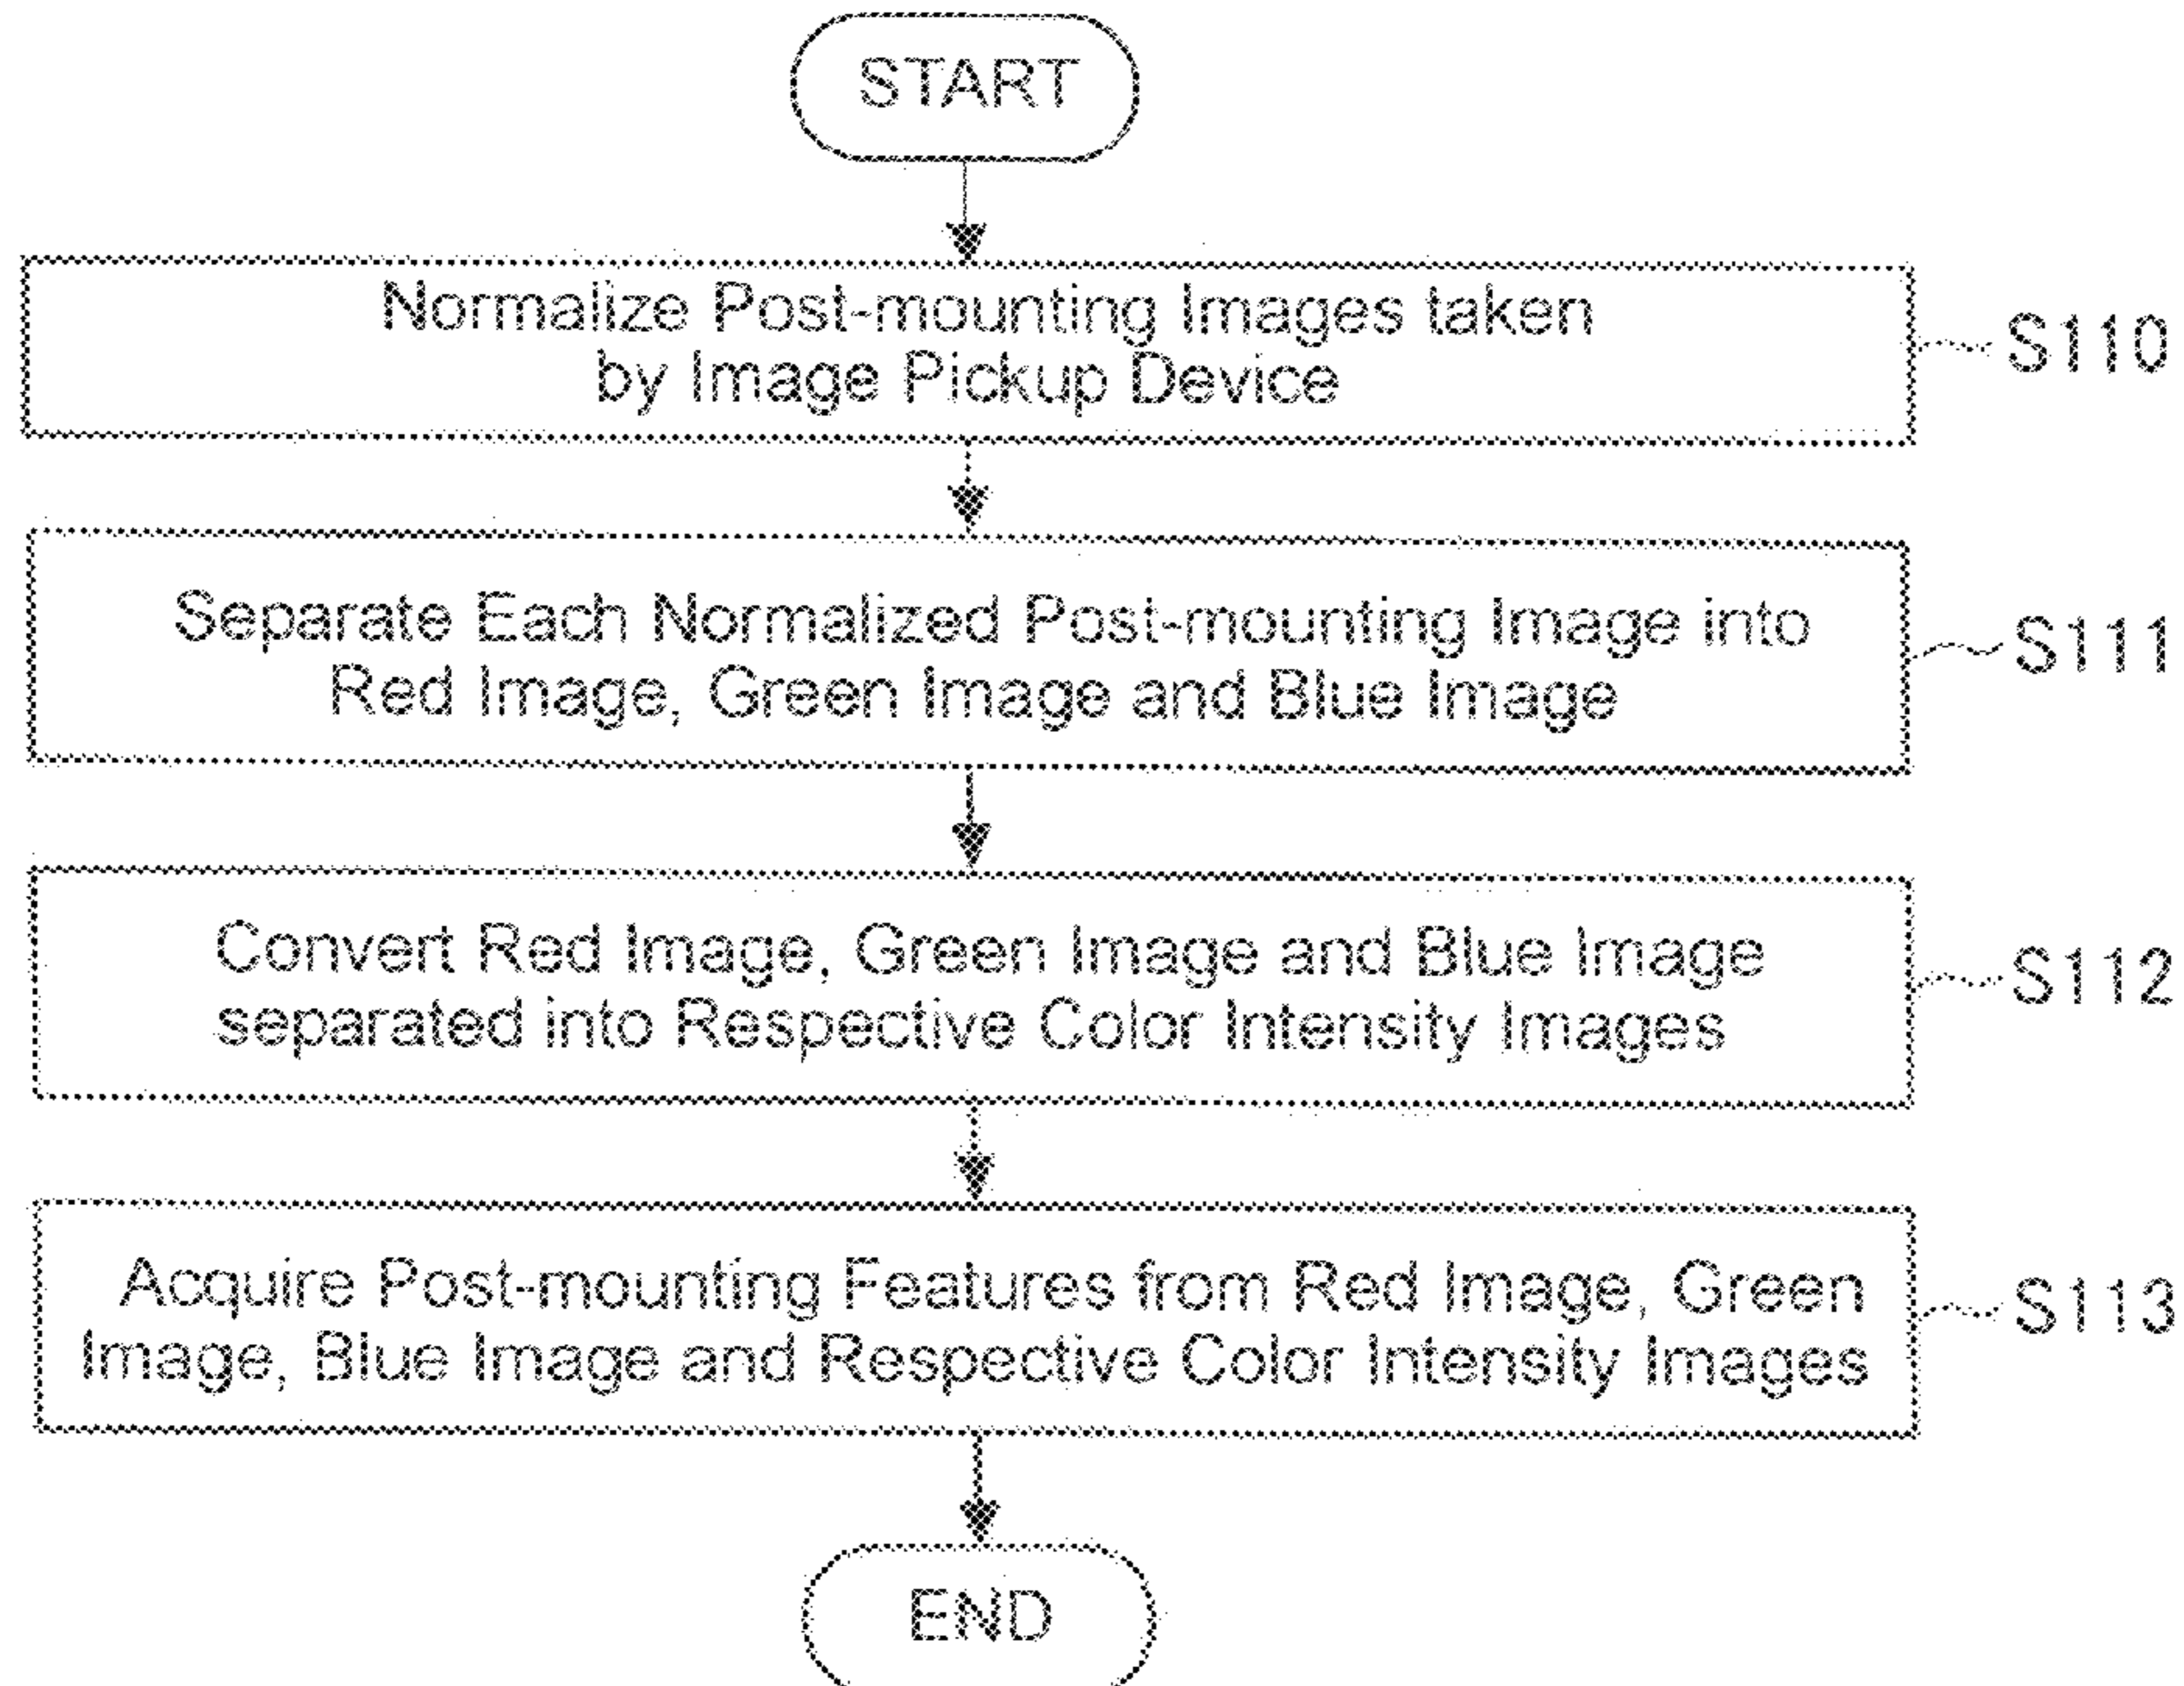 START
Normalize Post-mounting Images taken
by Image Pickup Device
S110
Separate Each Normalized Post-mounting Image into
Red Image, Green Image and Blue Image
S111
Convert Red Image, Green Image and Blue Image
separated into Respective Color Intensity Images
S112
Acquire Post-mounting Features from Red Image, Green
Image, Blue Image and Respective Color Intensity Images
S113
END